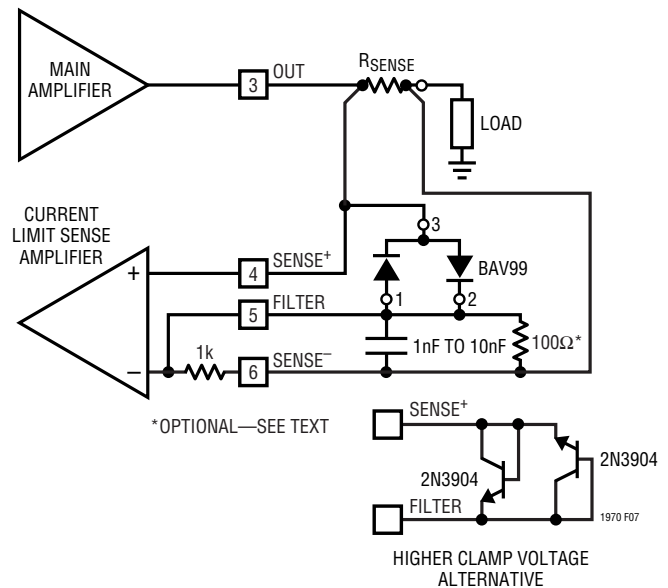 MAIN
AMPLIFIER
3
OUT
RSENSE
LOAD
CURRENT
LIMIT SENSE
AMPLIFIER
+
4
SENSE+
3
BAV99
1
2
5
FILTER
1nF TO 10nF
100Ω*
–
1k
6
SENSE–
*OPTIONAL—SEE TEXT
SENSE+
2N3904
2N3904
FILTER
1970 F07
HIGHER CLAMP VOLTAGE
ALTERNATIVE